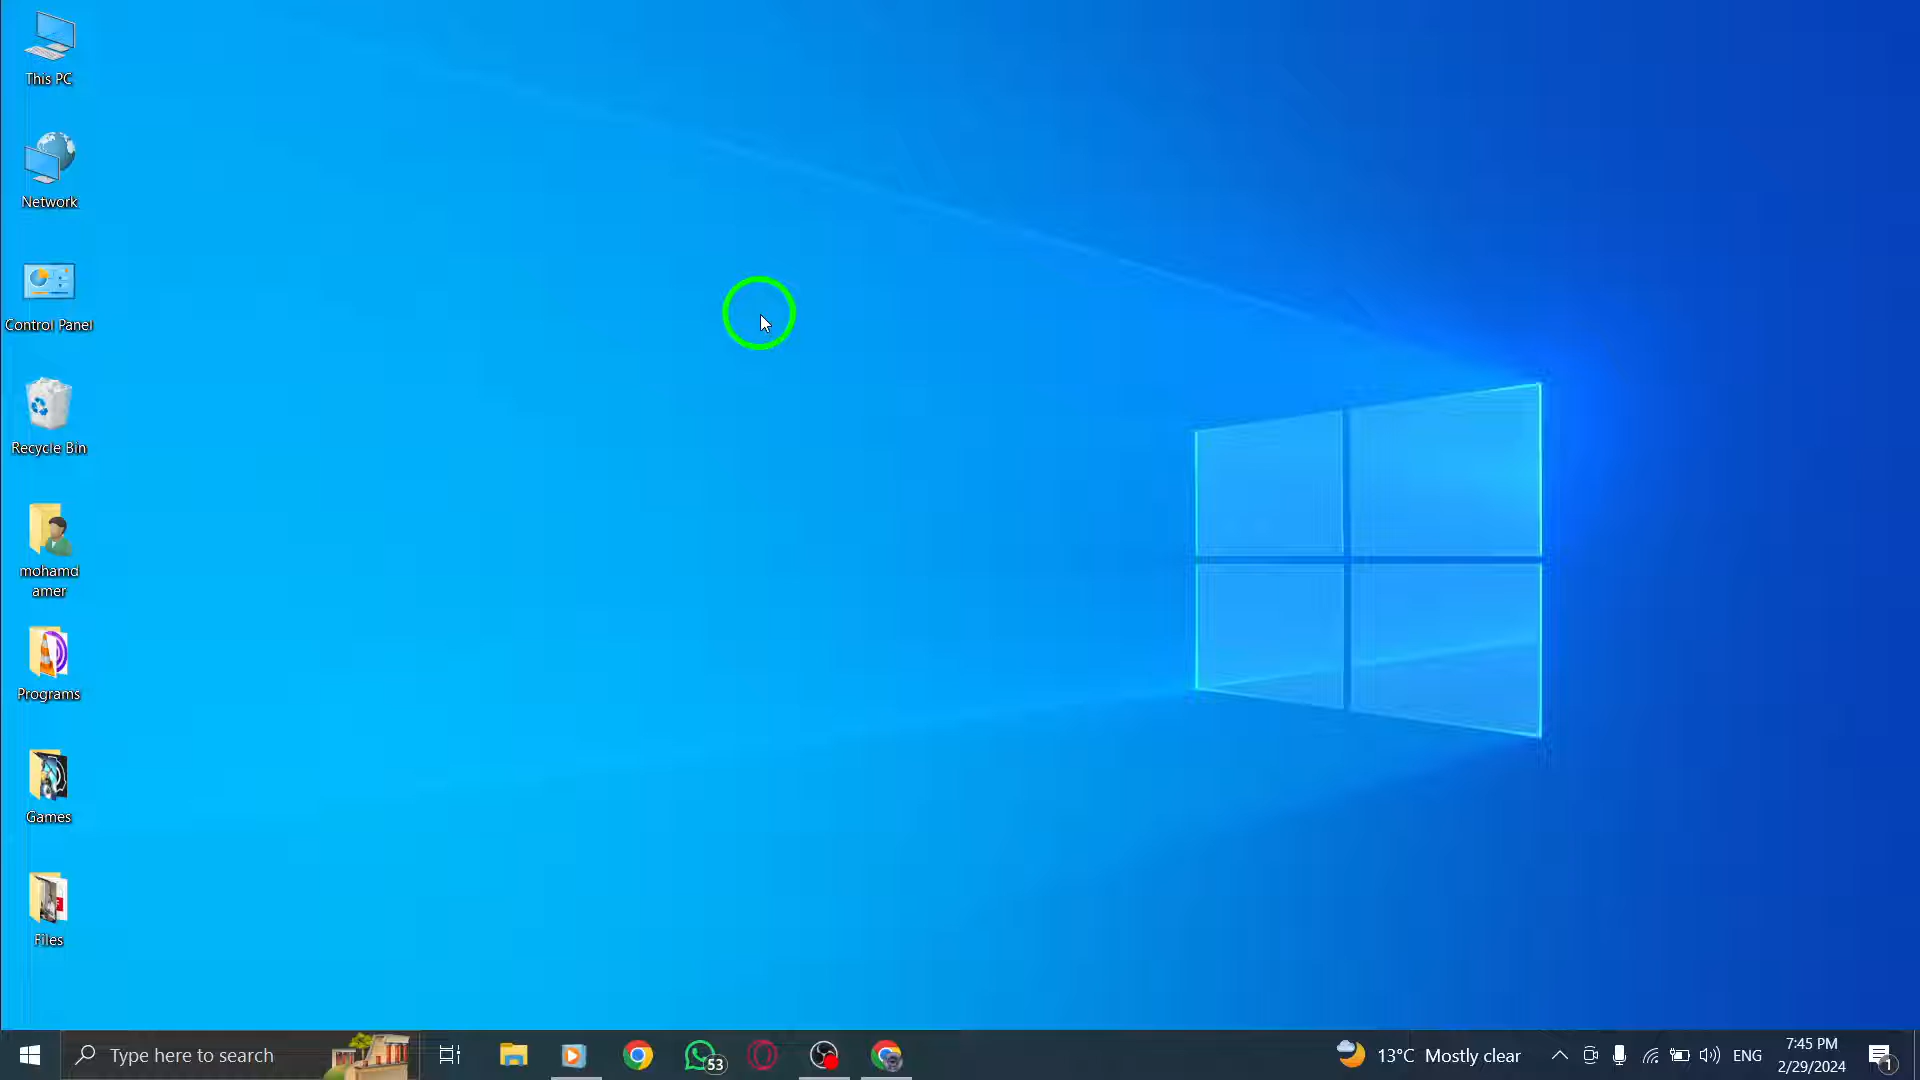 This PC
Network
Control Panel
Recycle Bin
mohamd
amer
Programs
Games
Files
Type here to search
53
13°C Mostly clear
ENG
7:45 PM
2/29/2024
1